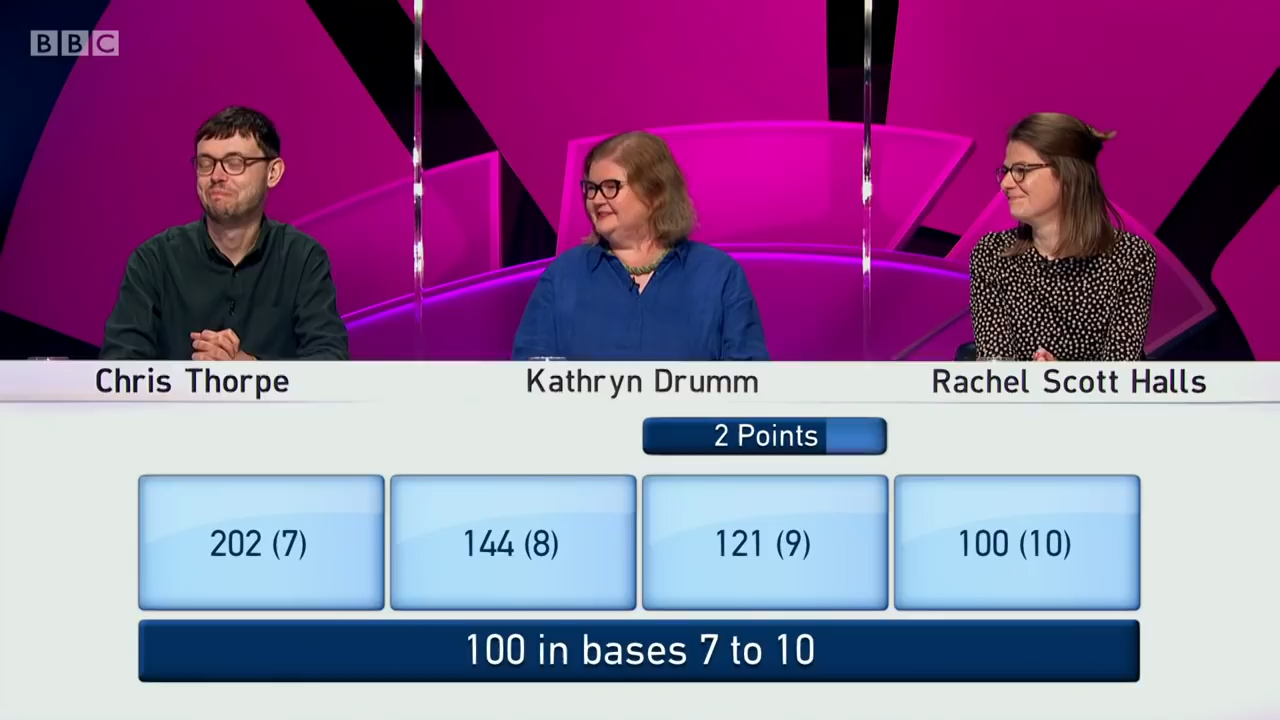 BBC
Chris Thorpe
Kathryn Drumm
Rachel Scott Halls
2 Points
202 (7)
144 (8)
121 (9)
100 (10)
100 in bases 7 to 10